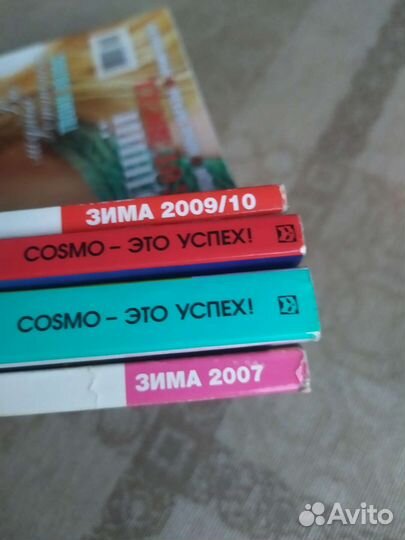 ЗИМА 2009/10
COSMO – ЭТО УСПЕХ!
COSMO – ЭТО УСПЕХ!
ЗИМА 2007
Avito